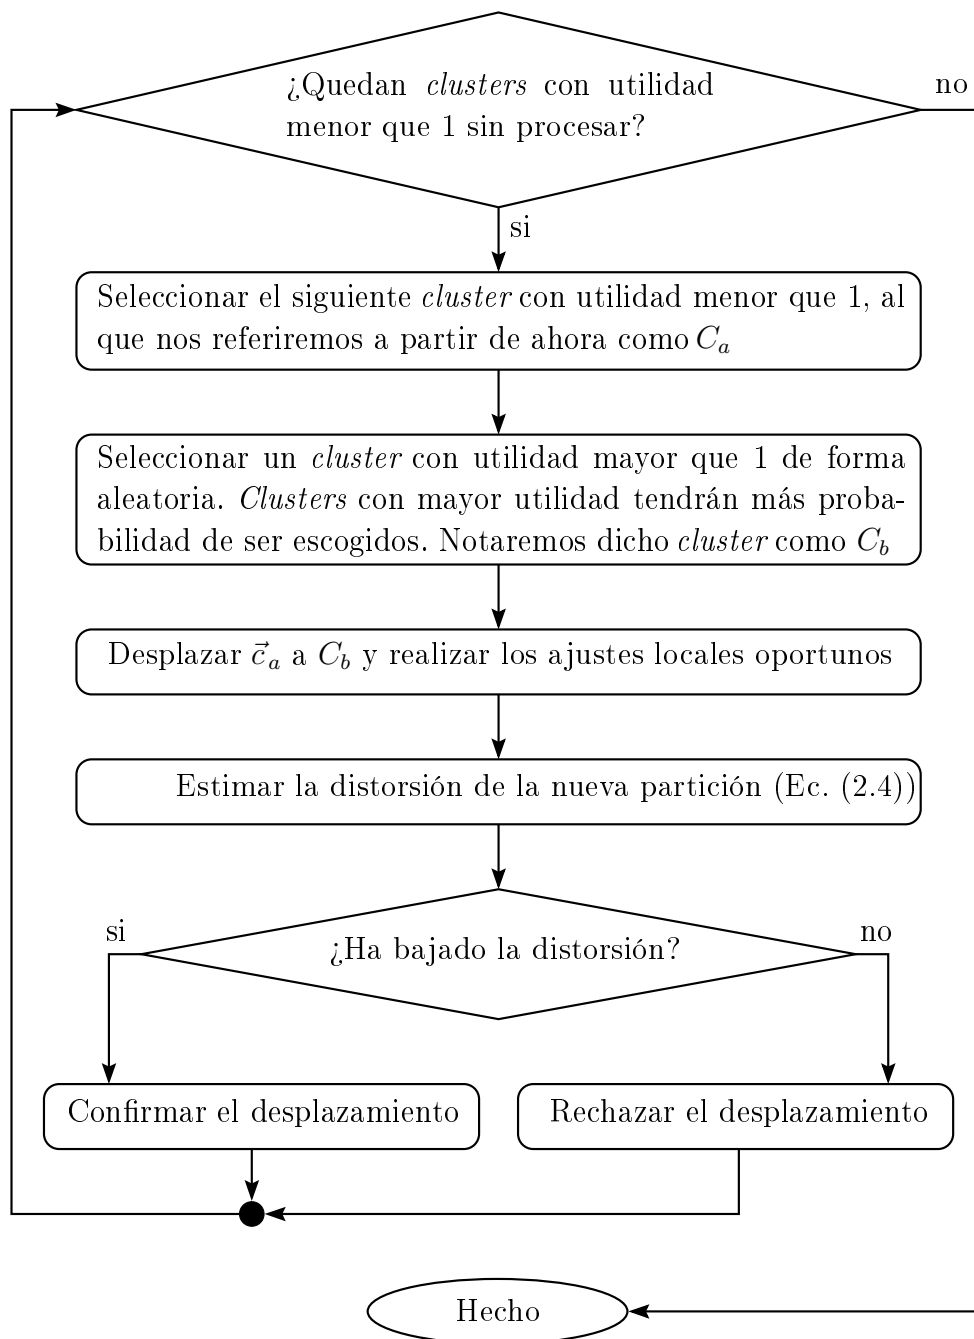 ¿Quedan clusters con utilidad
menor que 1 sin procesar?
no
si
Seleccionar el siguiente cluster con utilidad menor que 1, al
que nos referiremos a partir de ahora como C_a
Seleccionar un cluster con utilidad mayor que 1 de forma
aleatoria. Clusters con mayor utilidad tendrán más proba-
bilidad de ser escogidos. Notaremos dicho cluster como C_b
Desplazar c⃗_a a C_b y realizar los ajustes locales oportunos
Estimar la distorsión de la nueva partición (Ec. (2.4))
si
¿Ha bajado la distorsión?
no
Confirmar el desplazamiento
Rechazar el desplazamiento
Hecho